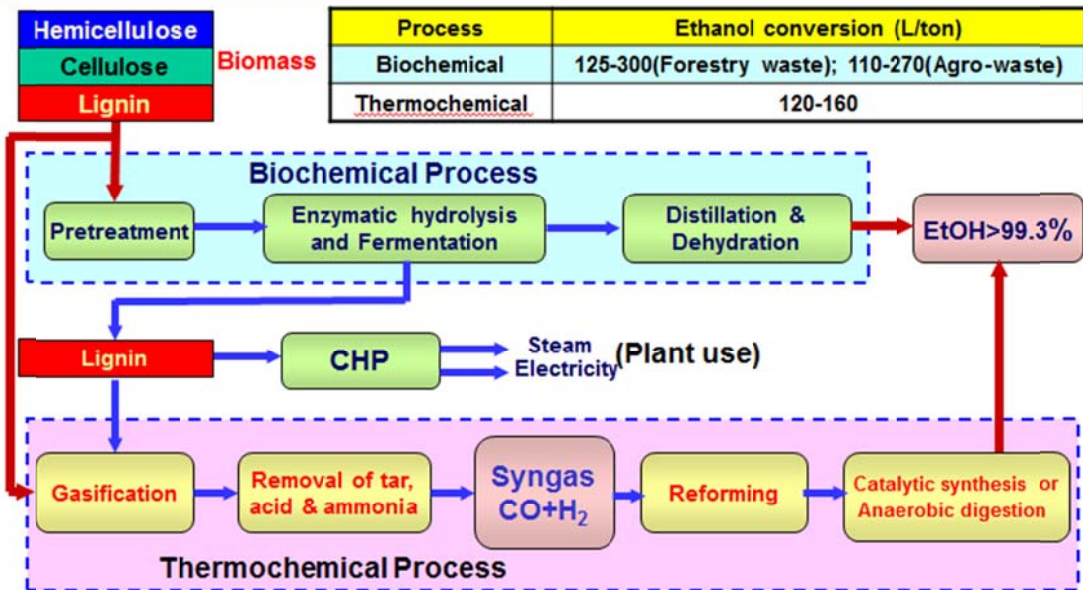 Hemicellulose
Cellulose
Lignin
Biomass
Process Ethanol conversion (L/ton)
Biochemical 125-300(Forestry waste); 110-270(Agro-waste)
Thermochemical 120-160
Biochemical Process
Pretreatment
Enzymatic hydrolysis
and Fermentation
Distillation &
Dehydration
EtOH>99.3%
Lignin
CHP
Steam
Electricity
(Plant use)
Gasification
Removal of tar,
acid & ammonia
Syngas
CO+H₂
Reforming
Catalytic synthesis or
Anaerobic digestion
Thermochemical Process